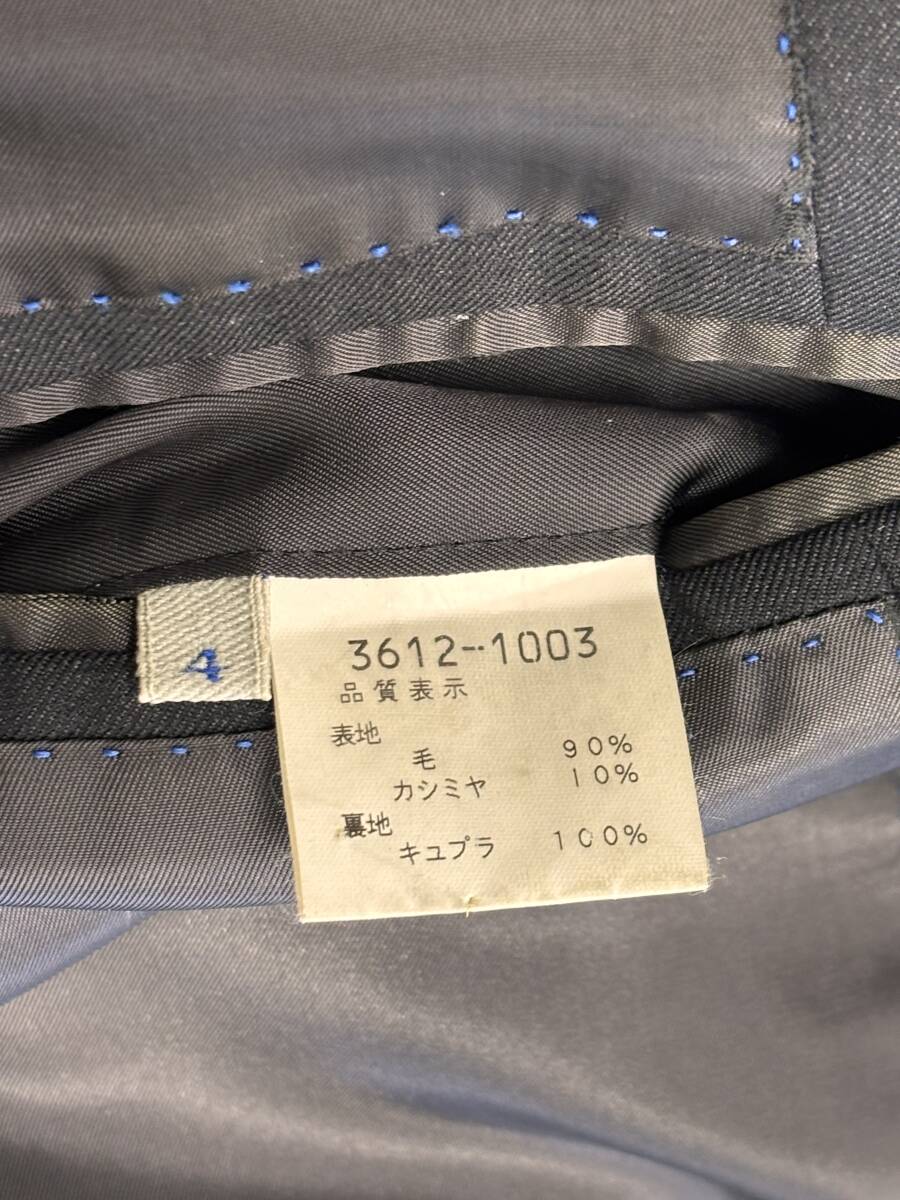 4
3612--1003
品質表示
表地
毛 90%
カシミヤ 10%
裏地
キュプラ 100%